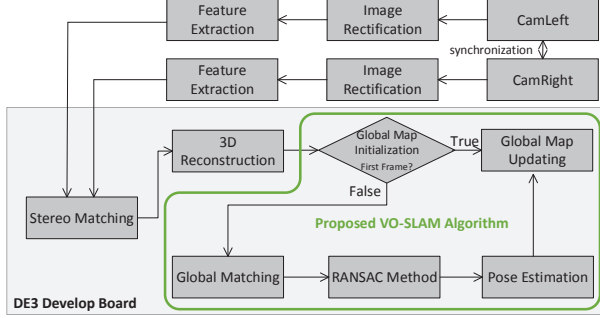 Feature
Extraction
Image
Rectification
CamLeft
synchronization
Feature
Extraction
Image
Rectification
CamRight
3D
Reconstruction
Global Map
Initialization
First Frame?
True
Global Map
Updating
False
Stereo Matching
Proposed VO-SLAM Algorithm
Global Matching
RANSAC Method
Pose Estimation
DE3 Develop Board